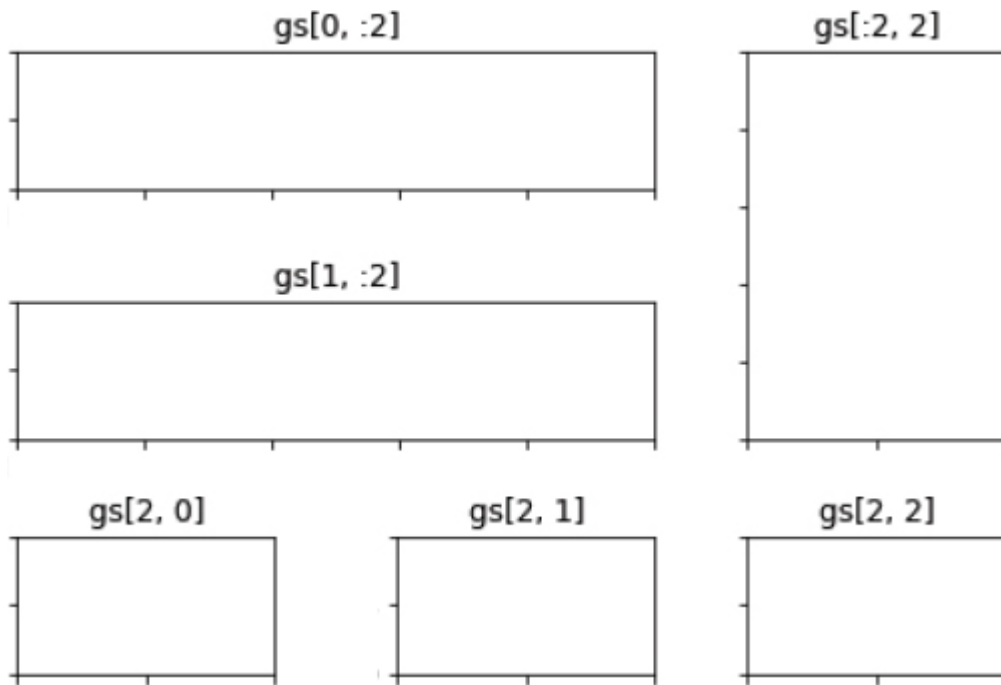 gs[0, :2]
gs[:2, 2]
gs[1, :2]
gs[2, 0]
gs[2, 1]
gs[2, 2]